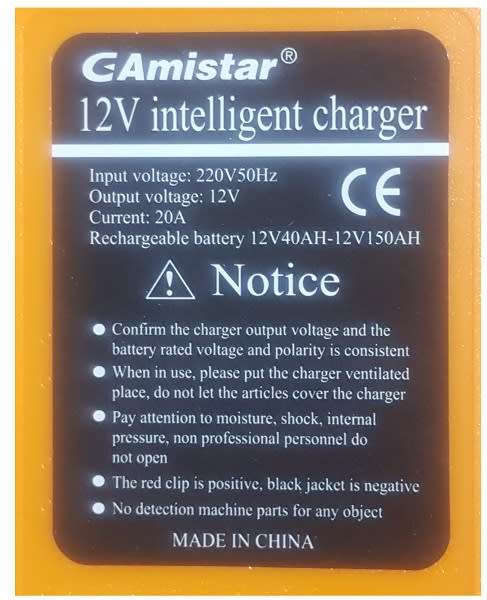 GAmistar®
12V intelligent charger
Input voltage: 220V50Hz
Output voltage: 12V
Current: 20A
Rechargeable battery 12V40AH-12V150AH
CE
Notice
● Confirm the charger output voltage and the
battery rated voltage and polarity is consistent
● When in use, please put the charger ventilated
place, do not let the articles cover the charger
● Pay attention to moisture, shock, internal
pressure, non professional personnel do
not open
● The red clip is positive, black jacket is negative
● No detection machine parts for any object
MADE IN CHINA